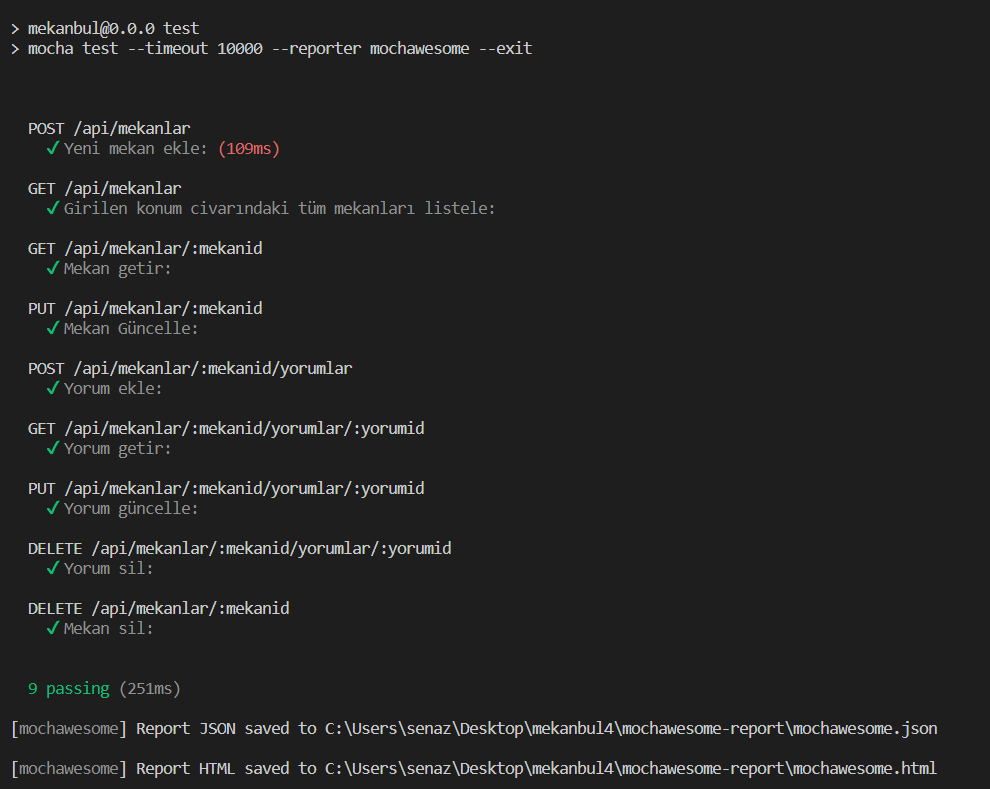 > mekanbul@0.0.0 test
> mocha test --timeout 10000 --reporter mochawesome --exit
POST /api/mekanlar
✓ Yeni mekan ekle: (109ms)
GET /api/mekanlar
✓ Girilen konum civarındaki tüm mekanları listele:
GET /api/mekanlar/:mekanid
✓ Mekan getir:
PUT /api/mekanlar/:mekanid
✓ Mekan Güncelle:
POST /api/mekanlar/:mekanid/yorumlar
✓ Yorum ekle:
GET /api/mekanlar/:mekanid/yorumlar/:yorumid
✓ Yorum getir:
PUT /api/mekanlar/:mekanid/yorumlar/:yorumid
✓ Yorum güncelle:
DELETE /api/mekanlar/:mekanid/yorumlar/:yorumid
✓ Yorum sil:
DELETE /api/mekanlar/:mekanid
✓ Mekan sil:
9 passing (251ms)
[mochawesome] Report JSON saved to C:\Users\senaz\Desktop\mekanbul4\mochawesome-report\mochawesome.json
[mochawesome] Report HTML saved to C:\Users\senaz\Desktop\mekanbul4\mochawesome-report\mochawesome.html